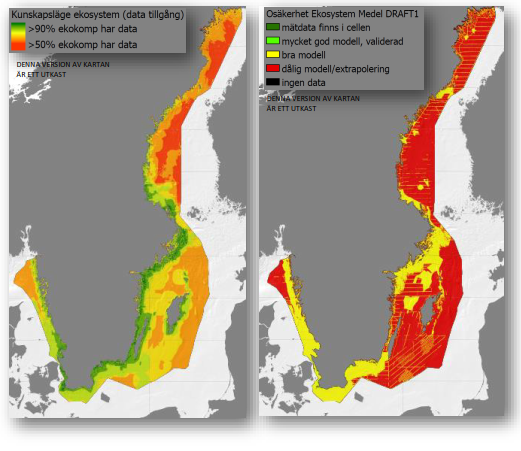 Kunskapsläge ekosystem (data tillgång)
>90% ekokomp har data
>50% ekokomp har data
DENNA VERSION AV KARTAN
ÄR ETT UTKAST
Osäkerhet Ekosystem Medel DRAFT1
mätdata finns i cellen
mycket god modell, validerad
bra modell
dålig modell/extrapolering
ingen data
DENNA VERSION AV KARTAN
ÄR ETT UTKAST